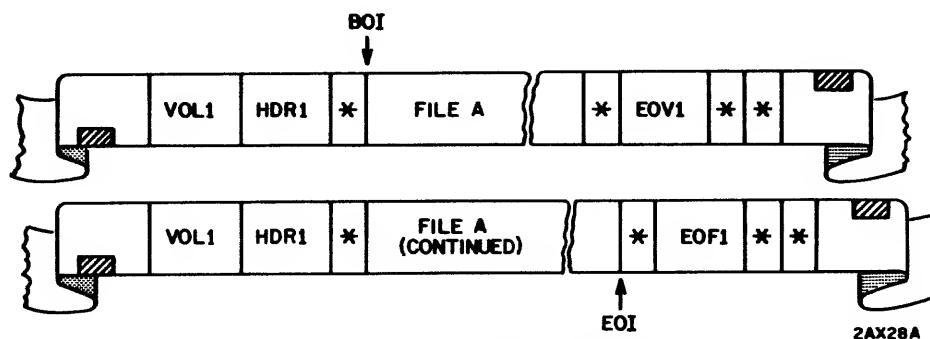 BOI
VOL1 HDR1 * FILE A * EOV1 * *
VOL1 HDR1 * FILE A (CONTINUED) * EOF1 * *
EOI
2AX28A